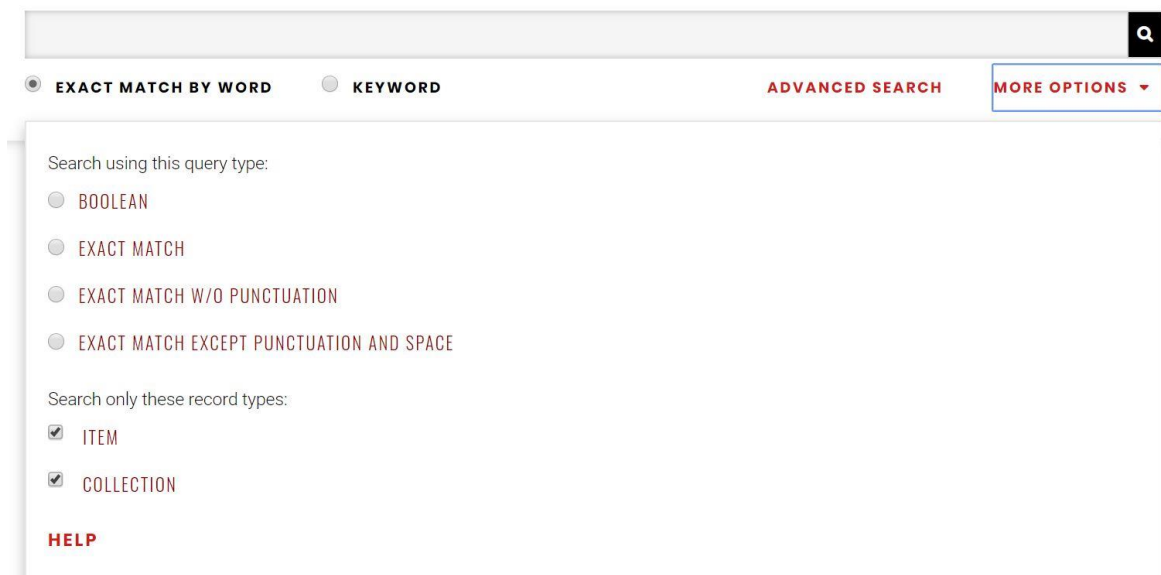 EXACT MATCH BY WORD KEYWORD ADVANCED SEARCH MORE OPTIONS
Search using this query type:
BOOLEAN
EXACT MATCH
EXACT MATCH W/O PUNCTUATION
EXACT MATCH EXCEPT PUNCTUATION AND SPACE
Search only these record types:
ITEM
COLLECTION
HELP